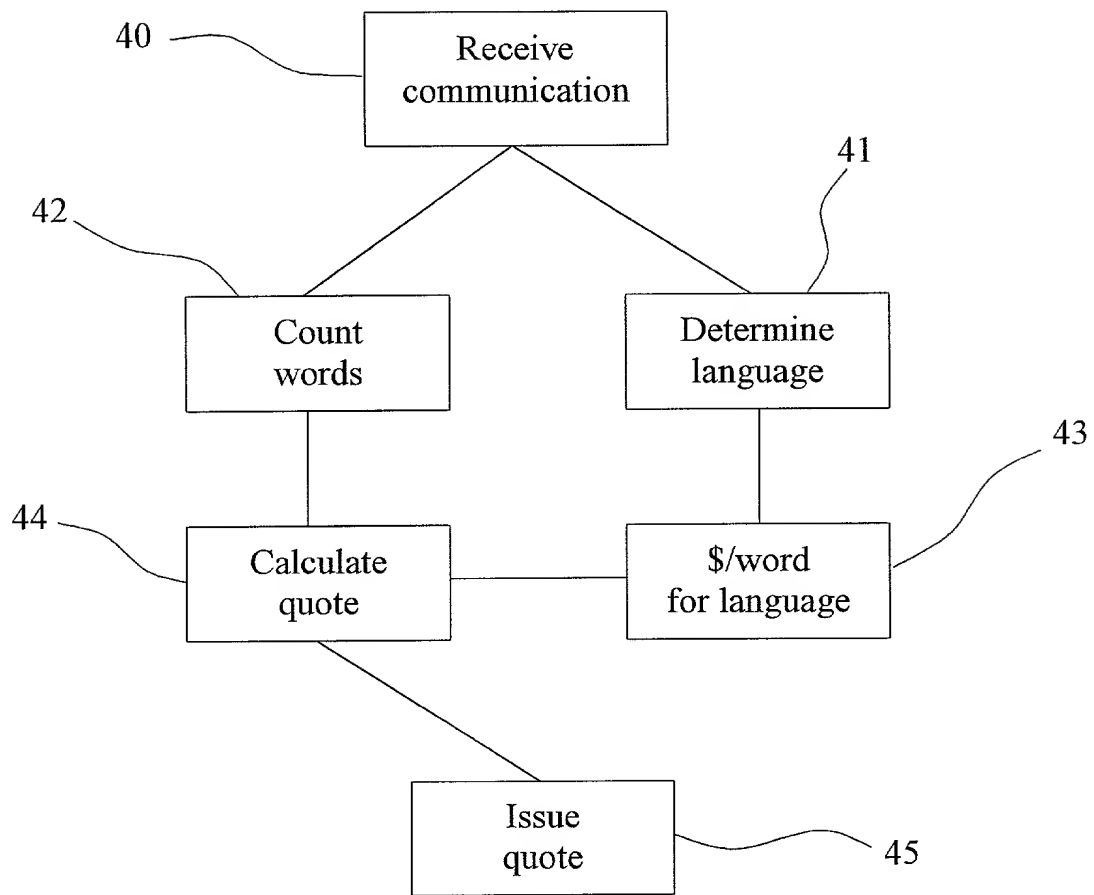 40
Receive
communication
41
42
Count
words
Determine
language
43
44
Calculate
quote
$/word
for language
Issue
quote
45